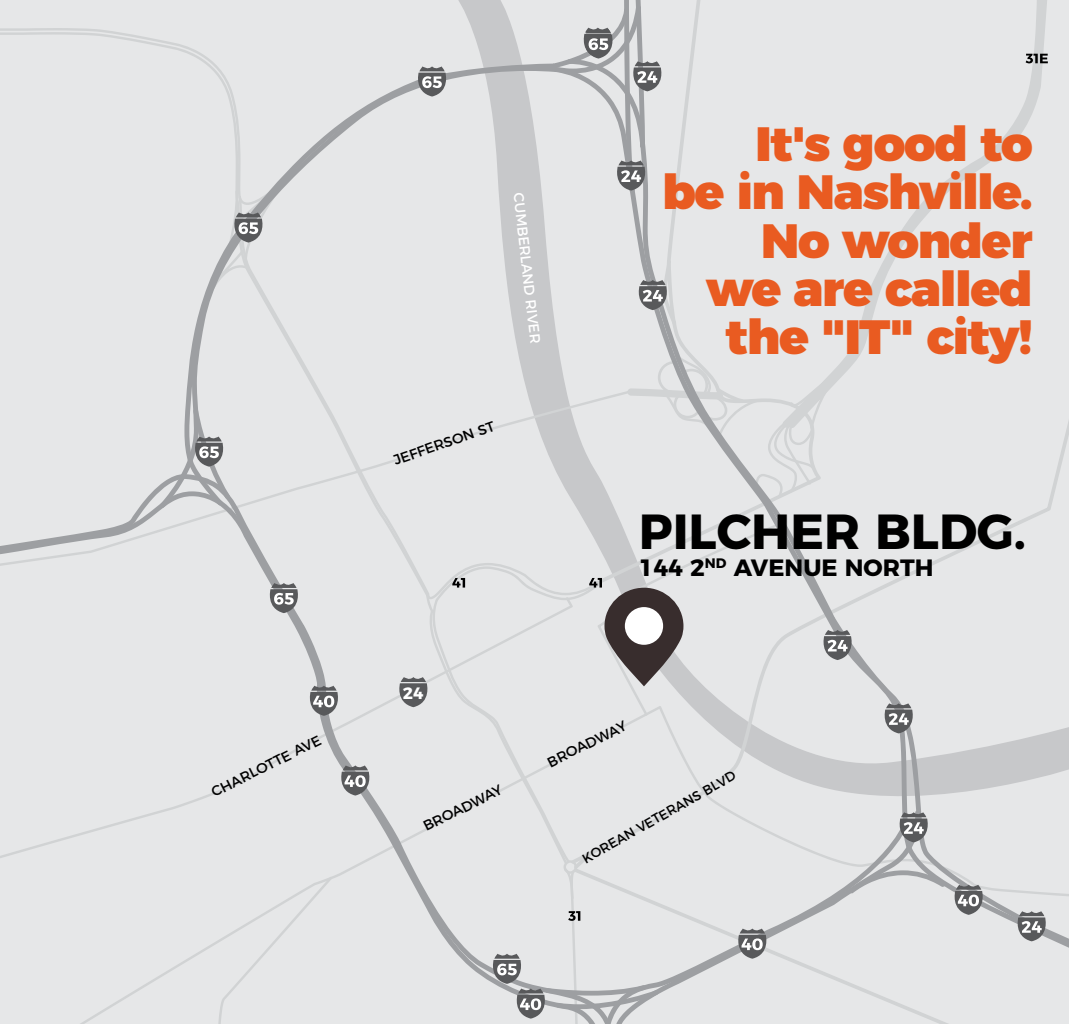 65
24
31E
65
It's good to
24
be in Nashville.
65
No wonder
24
we are called
the "IT" city!
CUMBERLAND RIVER
JEFFERSON ST
65
PILCHER BLDG.
144 2ND AVENUE NORTH
41
41
65
24
24
40
24
CHARLOTTE AVE
BROADWAY
40
BROADWAY
KOREAN VETERANS BLVD
24
40
31
24
40
65
40